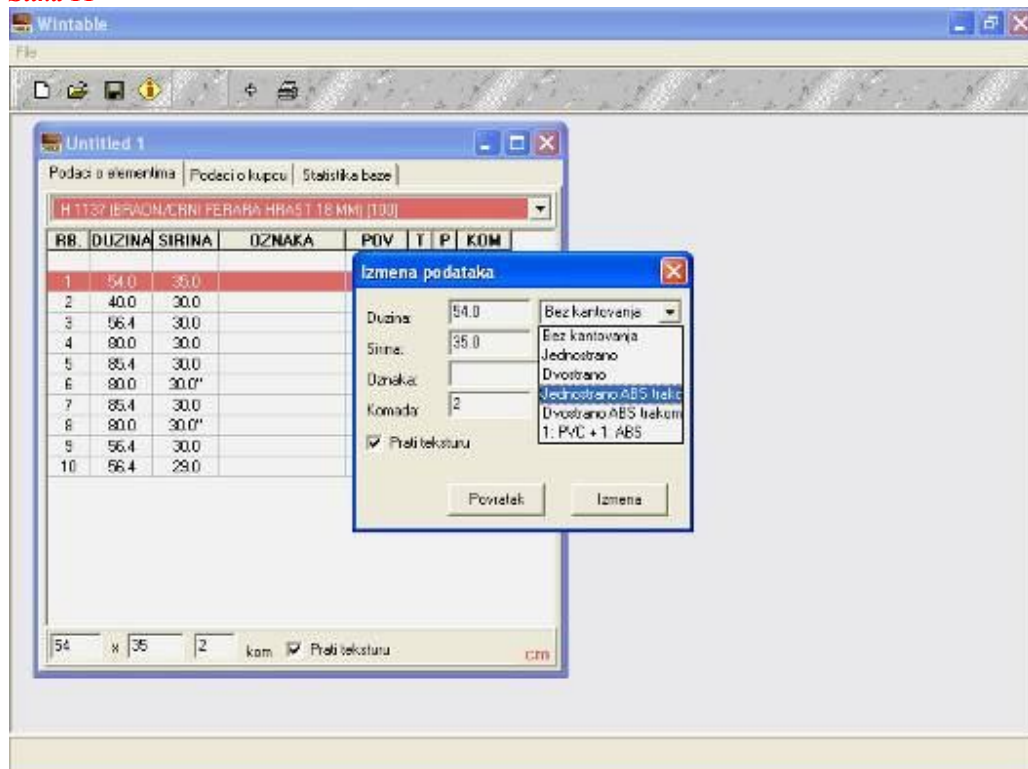 Wintable
File
Untitled 1
Podaci o elementima Podaci o kupcu Statistika baze
H 1137 (BRAON/CRNI FERARA HRAST 18 MM) [100]
RB. DUZINA SIRINA OZNAKA POV T P KOM
1 54.0 35.0
2 40.0 30.0
3 56.4 30.0
4 80.0 30.0
5 85.4 30.0
6 80.0 30.0"
7 85.4 30.0
8 80.0 30.0"
9 56.4 30.0
10 56.4 29.0
Izmena podataka
Duzina: 54.0 Bez kantovanja
Sirina: 35.0
Oznaka:
Komada: 2
Prati teksturu
Bez kantovanja
Jednostrano
Dvostrano
Jednostrano ABS trako
Dvostrano ABS trakom
1. PVC + 1. ABS
Povratak Izmena
54 x 35 2 kom Prati teksturu cm